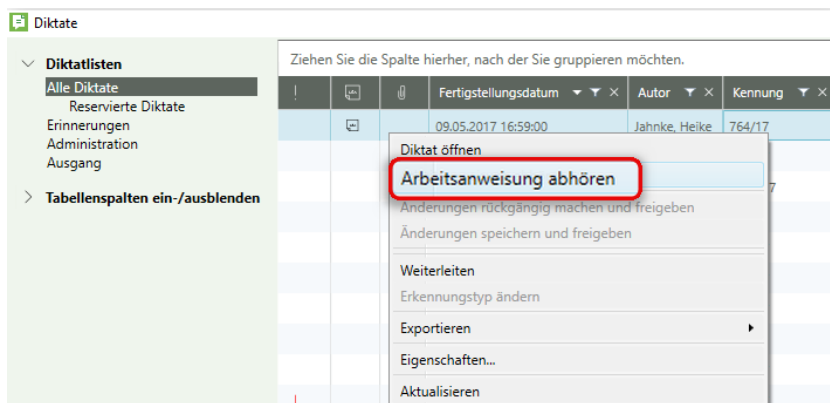 Diktate
Diktatlisten
Alle Diktate
Reservierte Diktate
Erinnerungen
Administration
Ausgang
Tabellenspalten ein-/ausblenden
Ziehen Sie die Spalte hierher, nach der Sie gruppieren möchten.
! Fertigstellungsdatum Autor Kennung
09.05.2017 16:59:00 Jahnke, Heike 764/17
Diktat öffnen
Arbeitsanweisung abhören
7
Änderungen rückgängig machen und freigeben
Änderungen speichern und freigeben
Weiterleiten
Erkennungstyp ändern
Exportieren
Eigenschaften...
Aktualisieren